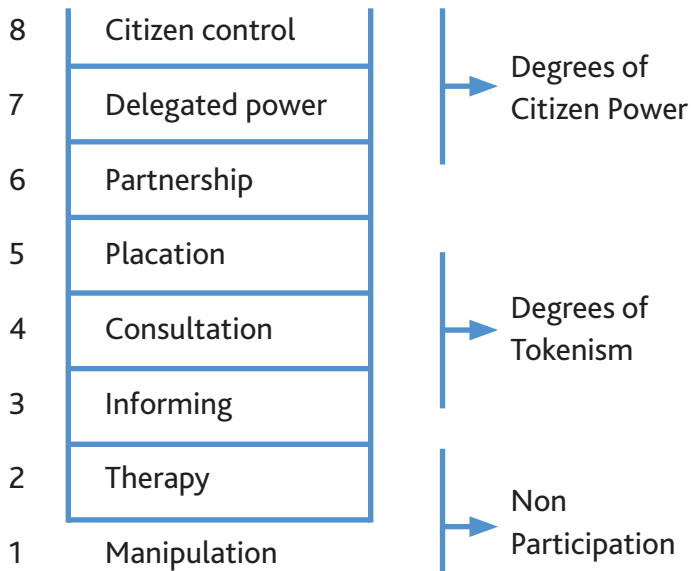 8 Citizen control
7 Delegated power
Degrees of
Citizen Power
6 Partnership
5 Placation
4 Consultation
Degrees of
Tokenism
3 Informing
2 Therapy
1 Manipulation
Non
Participation